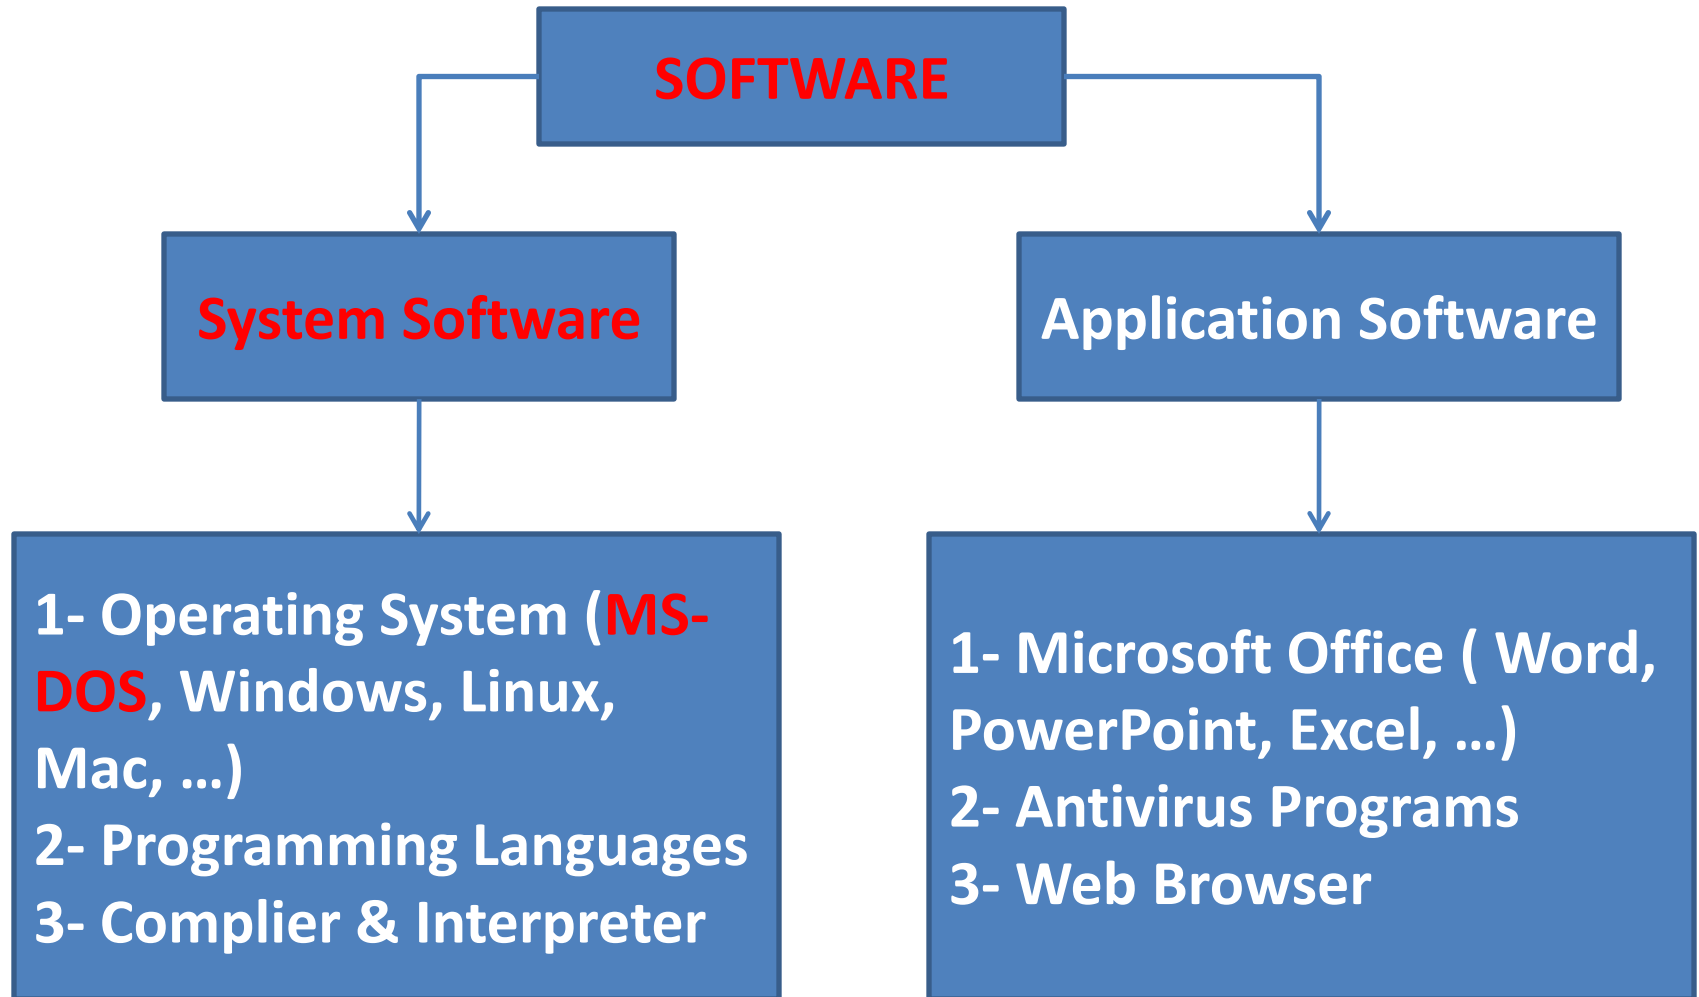 SOFTWARE
System Software
Application Software
1- Operating System (MS-
DOS, Windows, Linux,
Mac, ...)
2- Programming Languages
3- Complier & Interpreter
1- Microsoft Office ( Word,
PowerPoint, Excel, ...)
2- Antivirus Programs
3- Web Browser